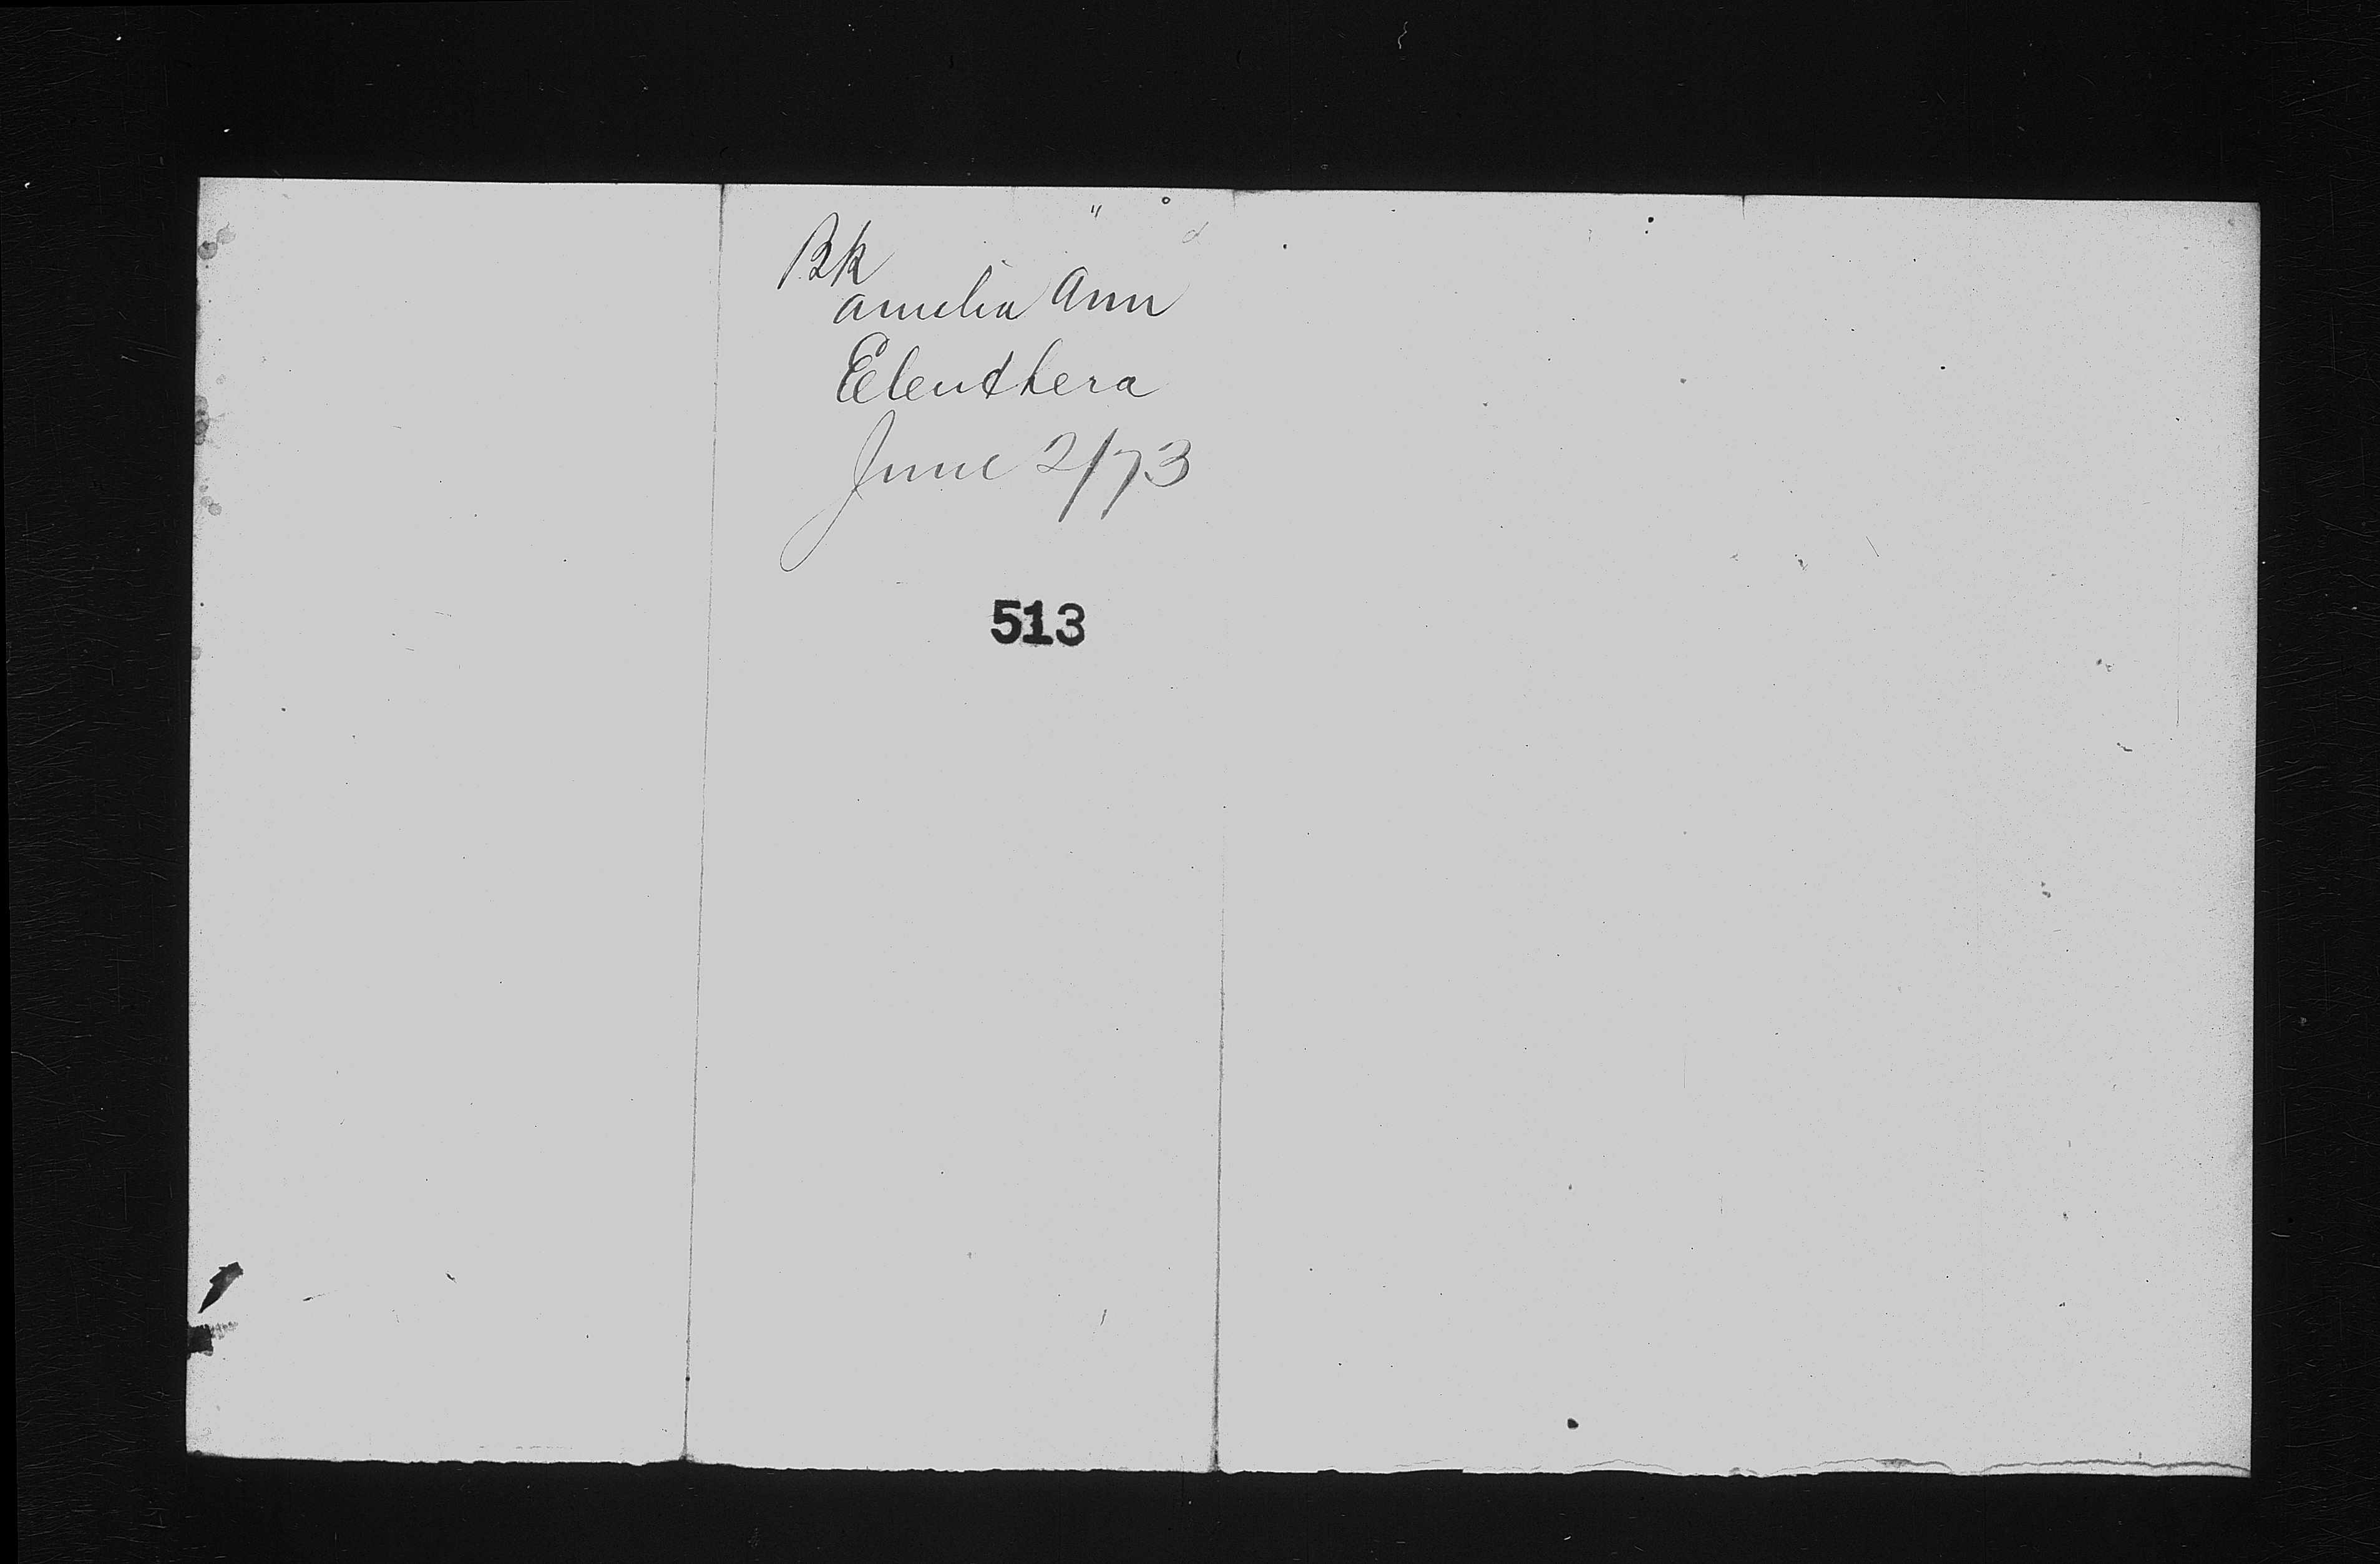 Bk
Amelia Ann
Eleuthera
June 2/73
513